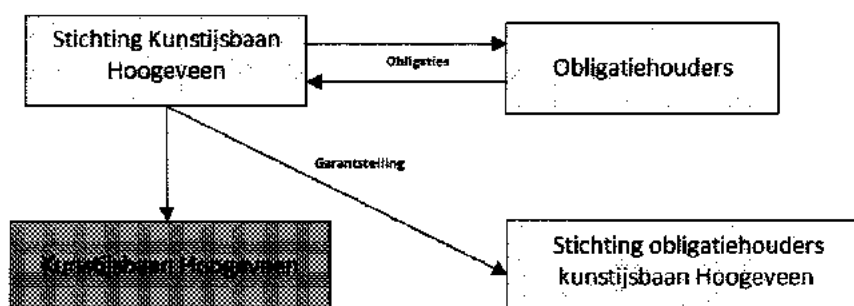 Stichting Kunstijsbaan
Hoogeveen
Obligaties
Obligatiehouders
Garantstelling
Kunstijsbaan Hoogeveen
Stichting obligatiehouders
kunstijsbaan Hoogeveen